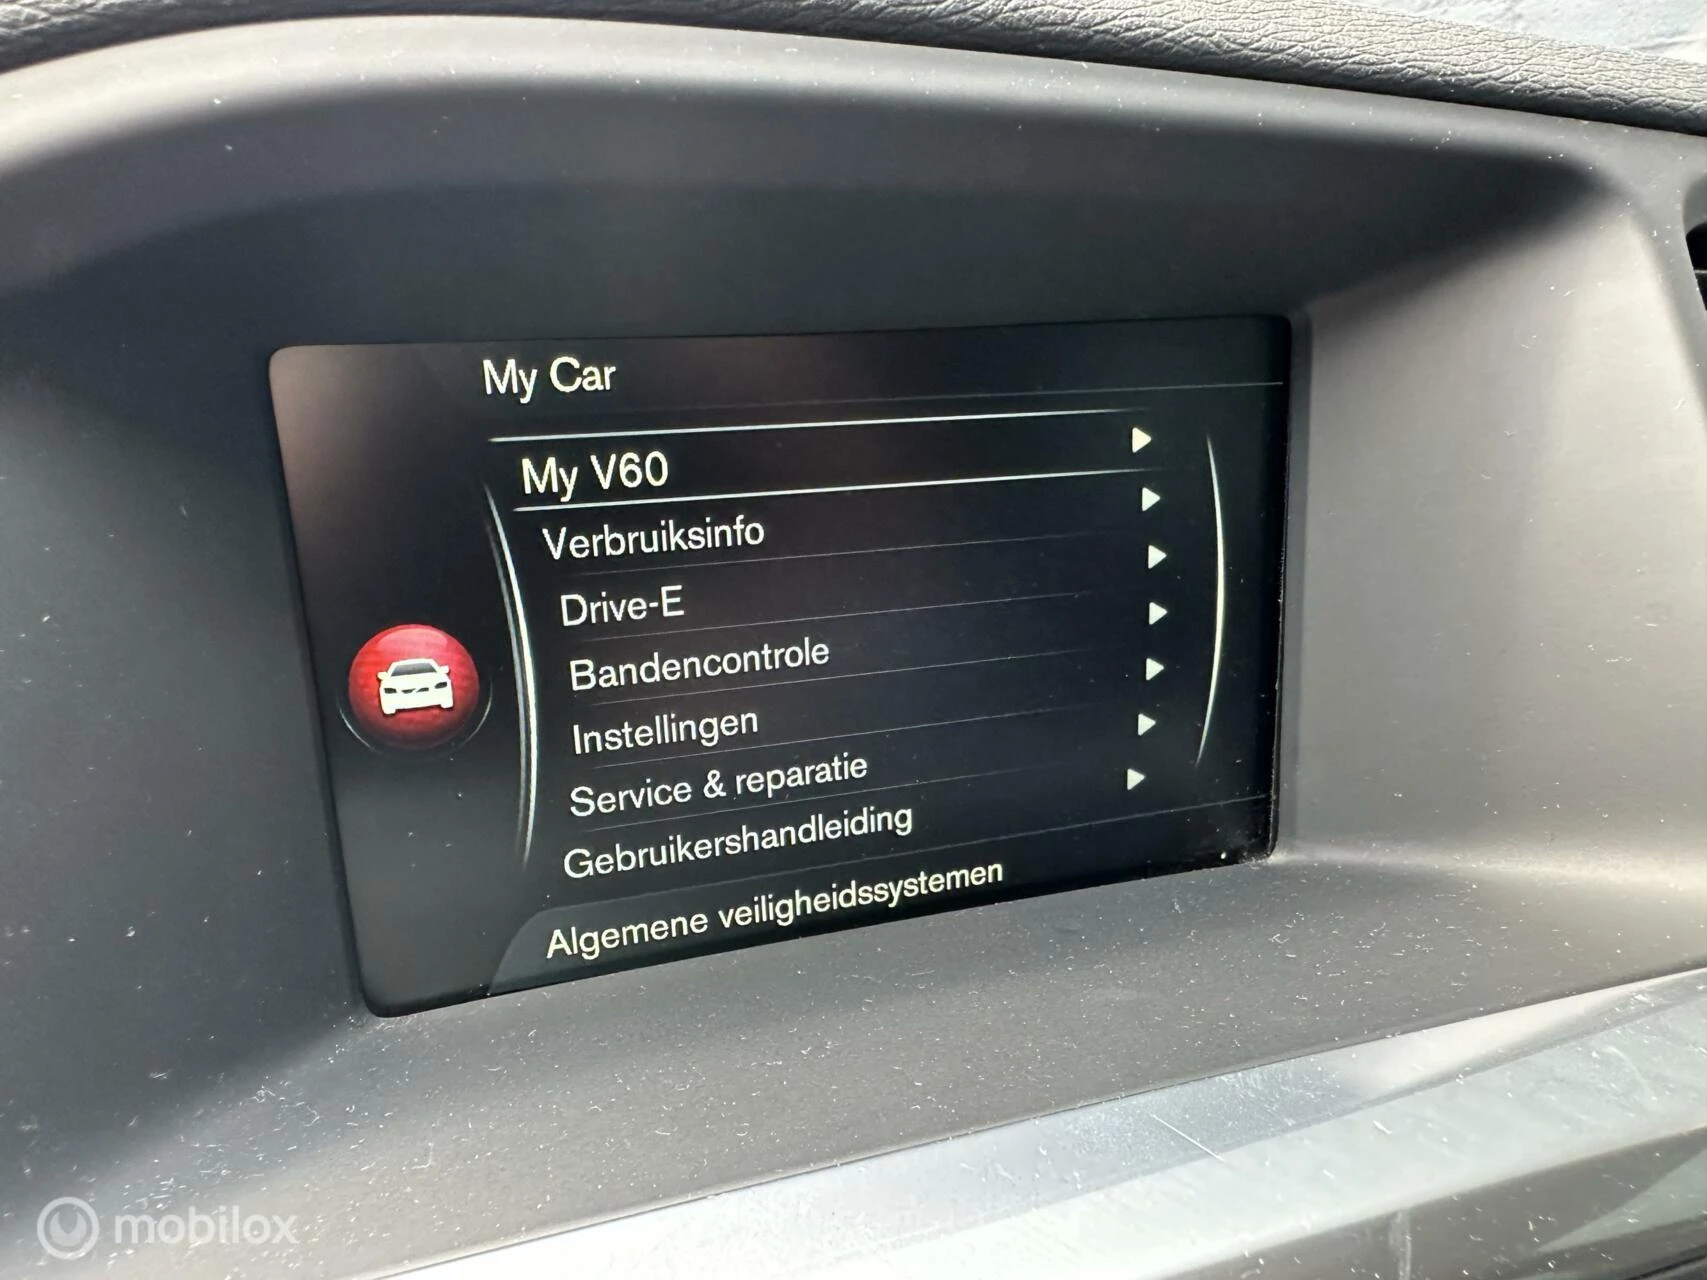 My Car
My V60
Verbruiksinfo
Drive-E
Bandencontrole
Instellingen
Service & reparatie
Gebruikershandleiding
Algemene veiligheidssystemen
mobilox